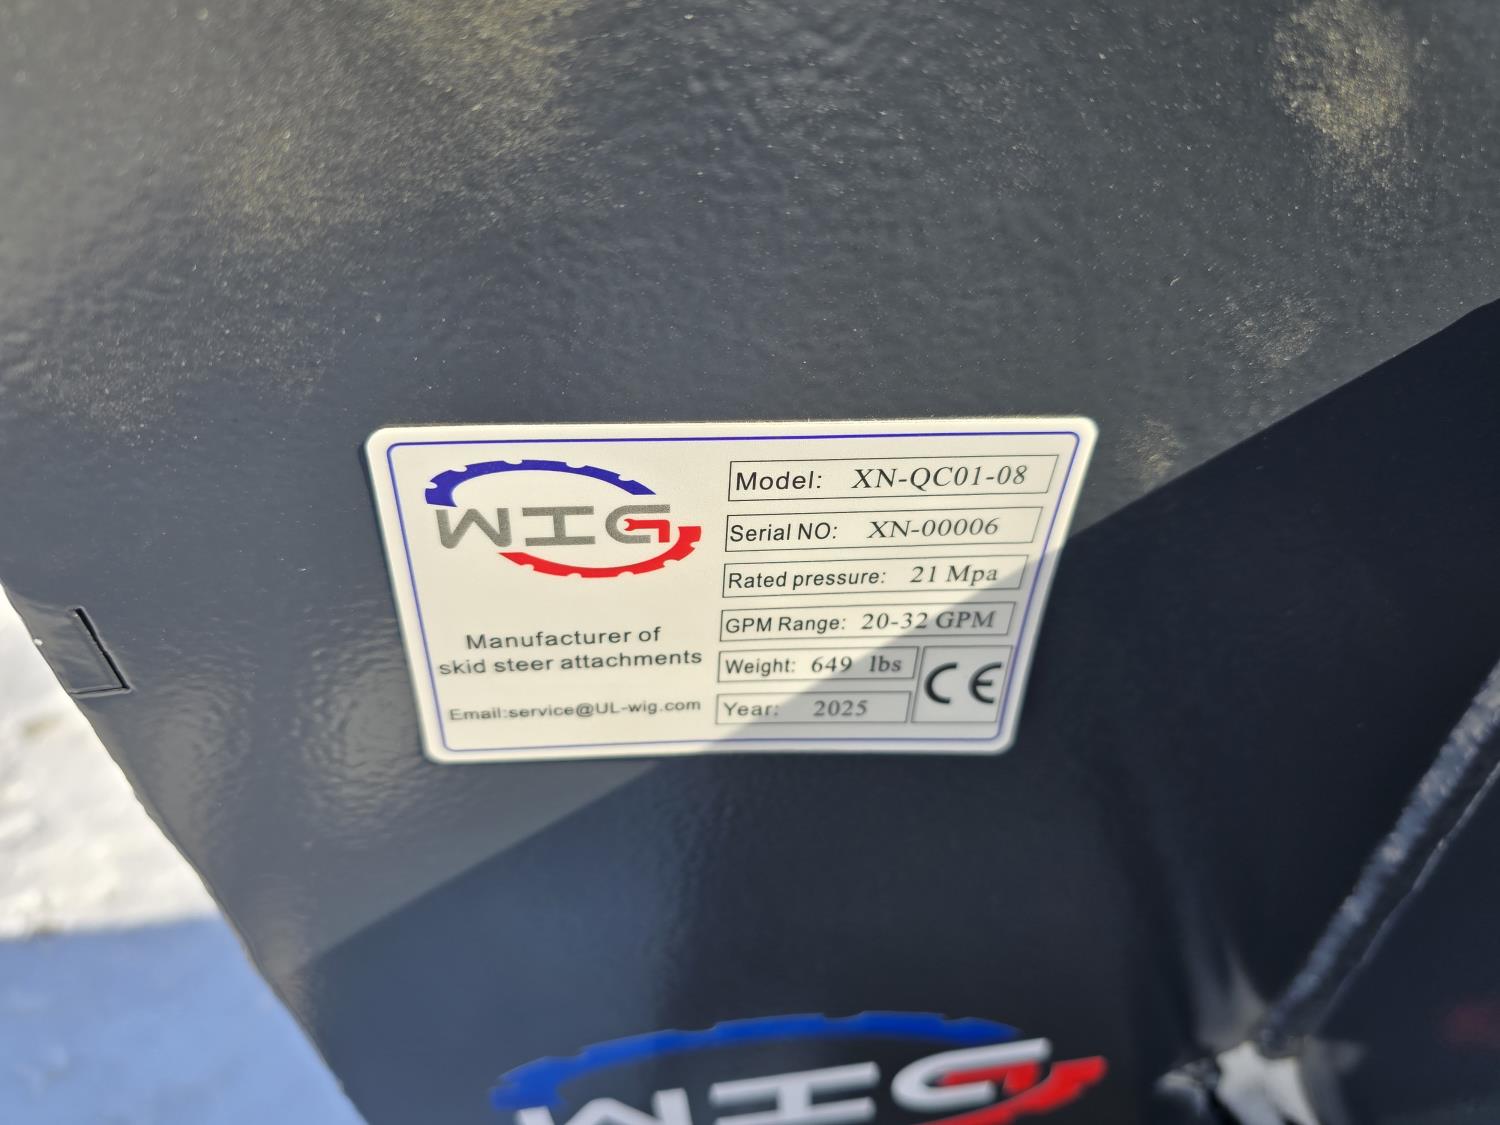 WIG
Manufacturer of
skid steer attachments
Email:service@UL-wig.com
Model: XN-QC01-08
Serial NO: XN-00006
Rated pressure: 21 Mpa
GPM Range: 20-32 GPM
Weight: 649 lbs
Year: 2025
CE
WIG